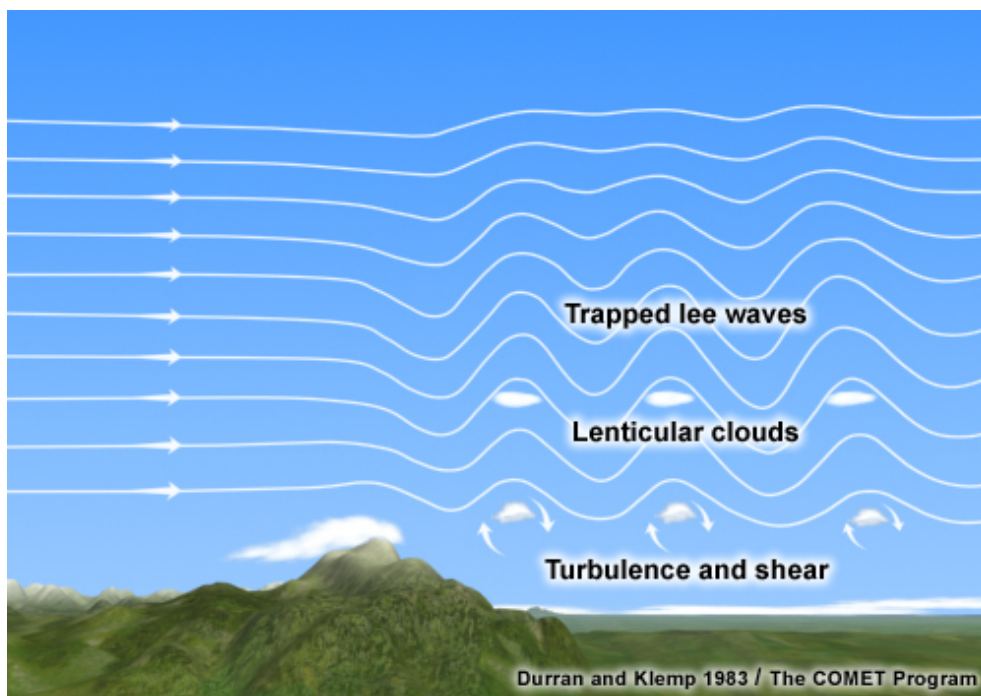 Trapped lee waves
Lenticular clouds
Turbulence and shear
Durran and Klemp 1983 / The COMET Program